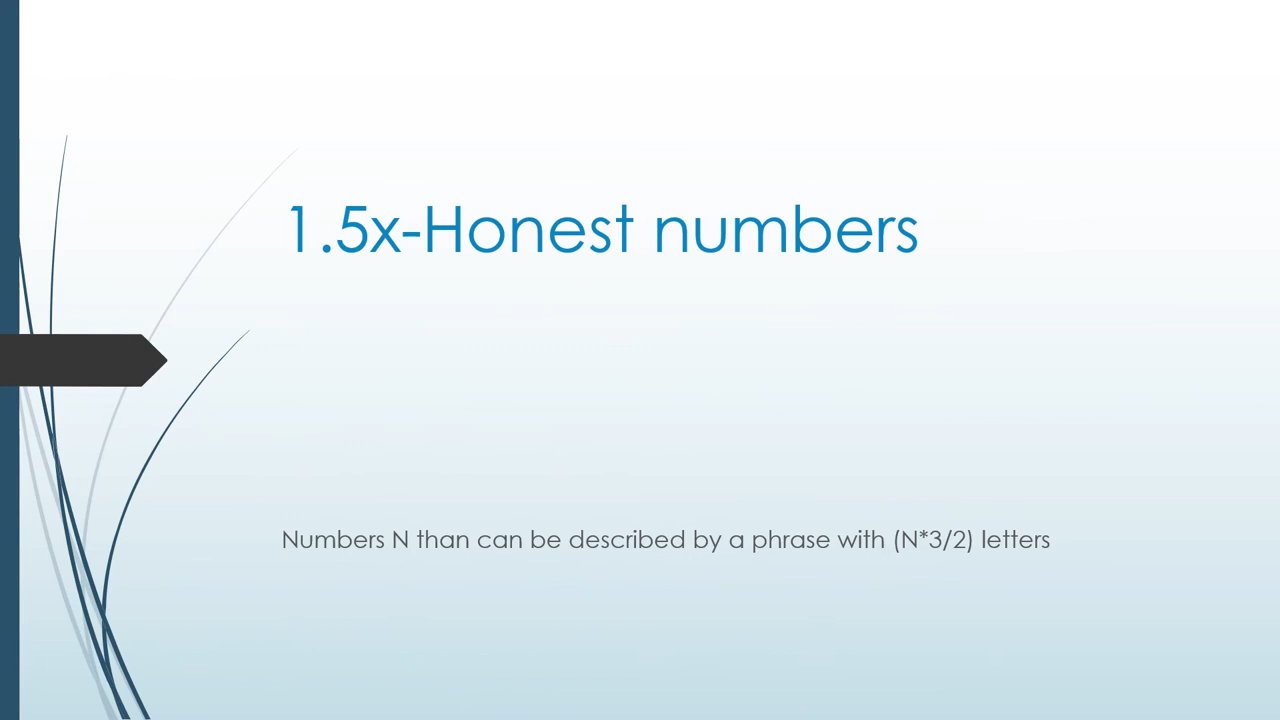 1.5x-Honest numbers
Numbers N than can be described by a phrase with (N*3/2) letters